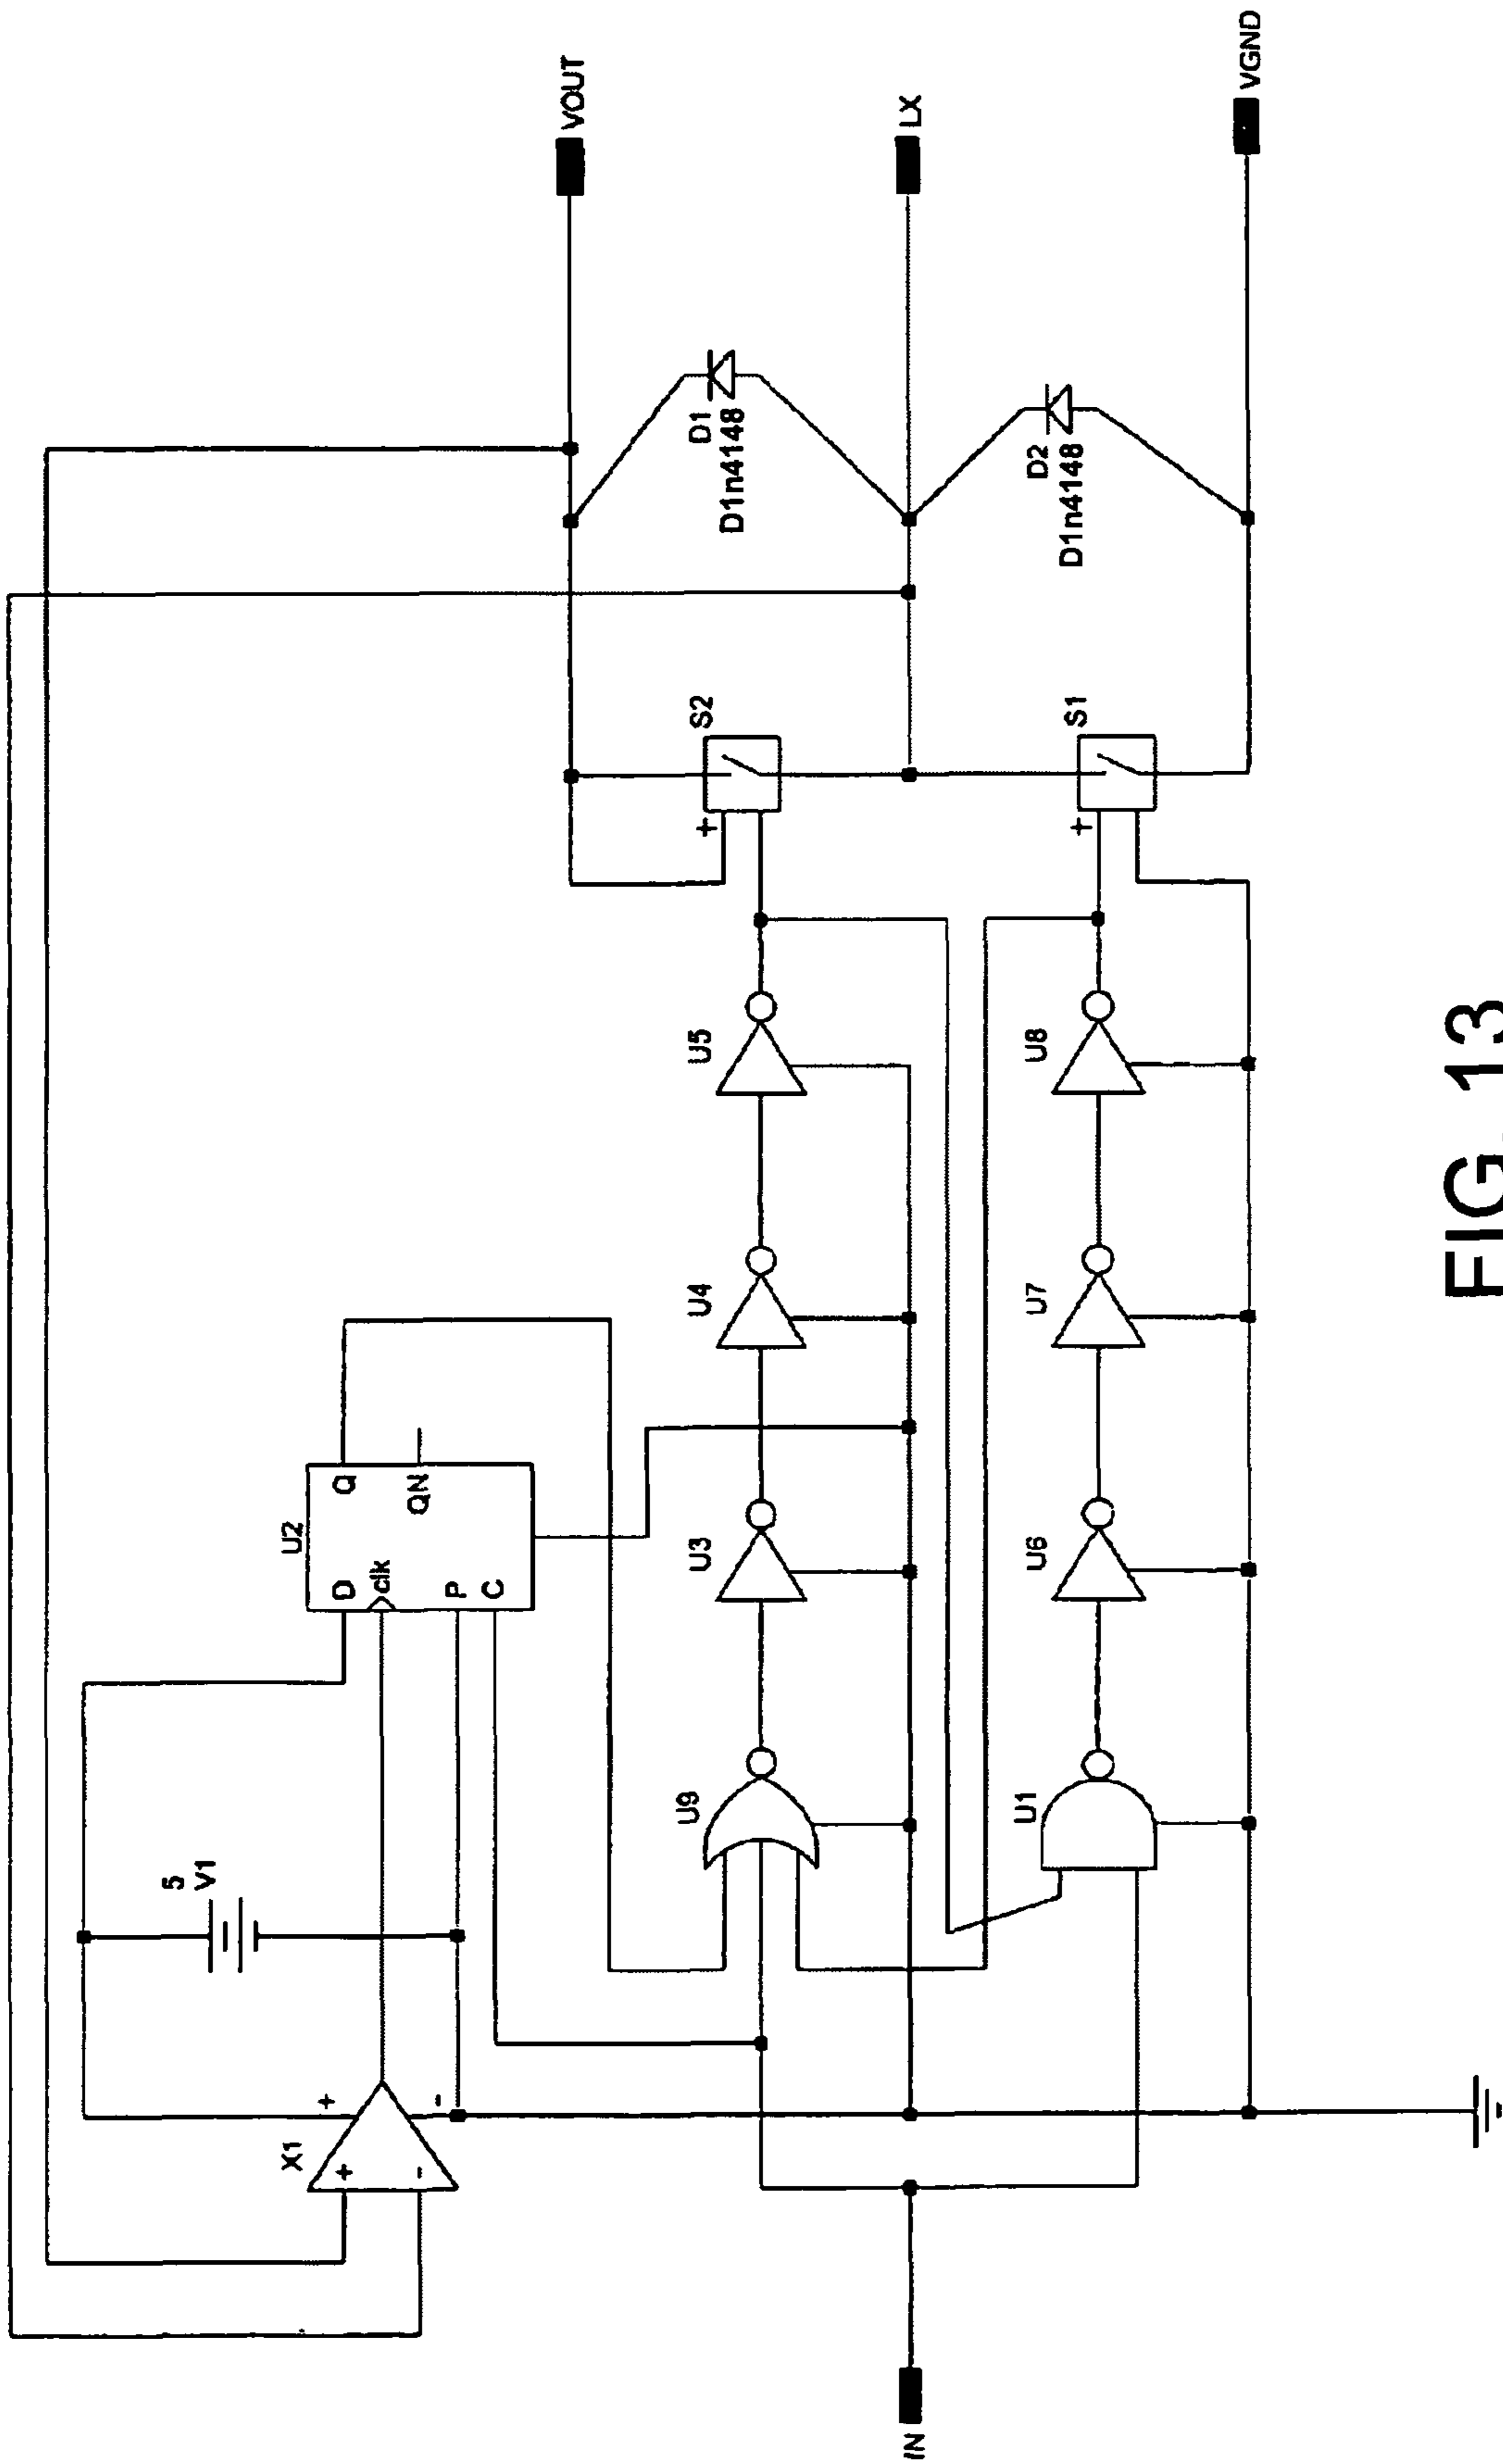 X1
+
-
+
-
5
V1
U2
D
clk
P
C
Q
QN
U9
U3
U4
U5
+
S2
D1
D1n4148
VOUT
IN
LX
U1
U6
U7
U8
+
S1
D2
D1n4148
VGND
FIG. 13